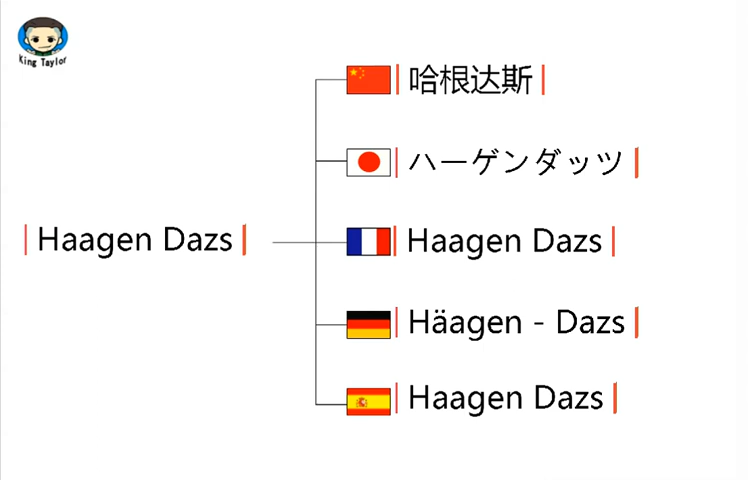 King Taylor
哈根达斯
ハーゲンダッツ
Haagen Dazs
Haagen Dazs
Häagen - Dazs
Haagen Dazs